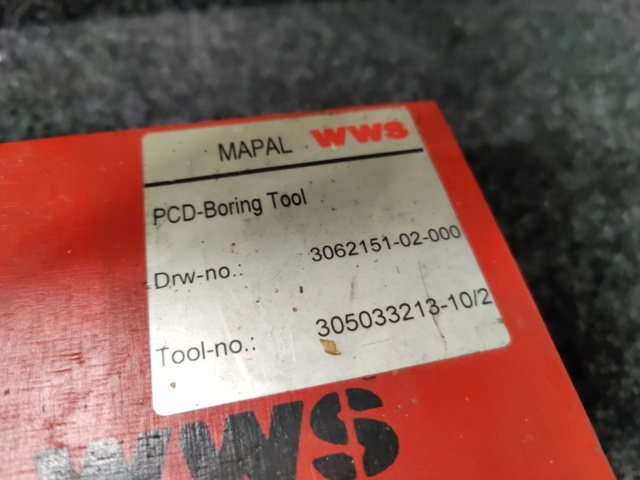 MAPAL WWS
PCD-Boring Tool
Drw-no.: 3062151-02-000
Tool-no.: 305033213-10/2
WWS